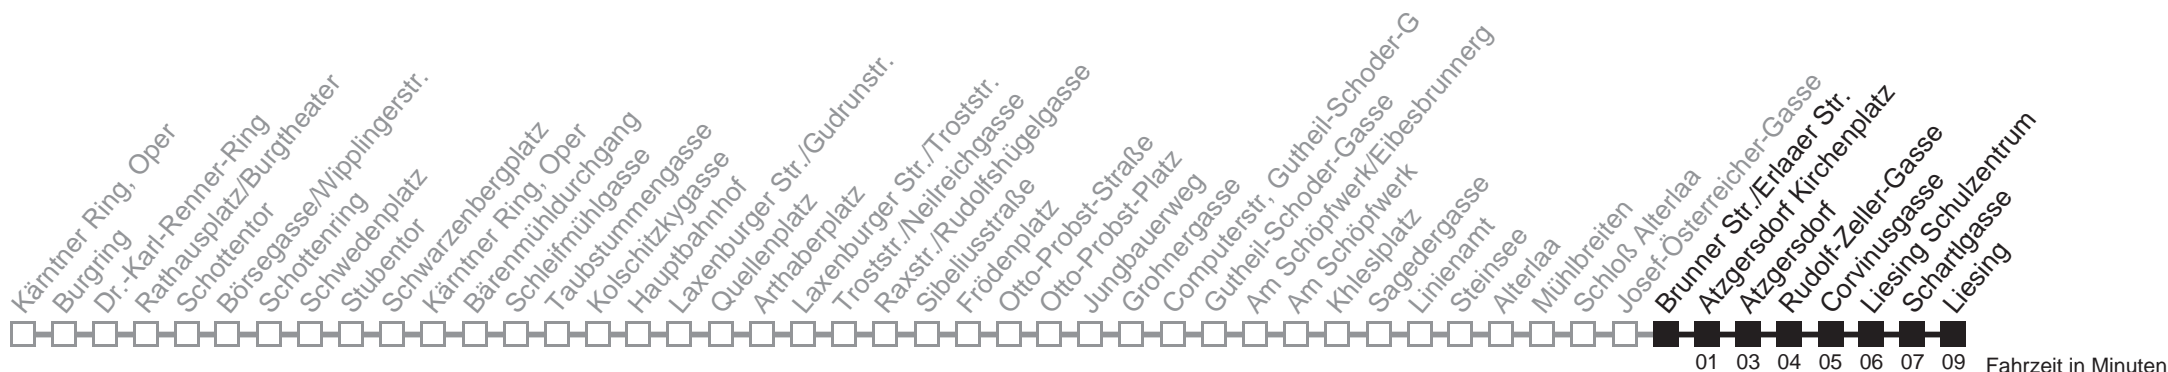 Kärntner Ring, Oper
Burgring
Dr.-Karl-Renner-Ring
Rathausplatz/Burgtheater
Schottentor
Börsegasse/Wipplingerstr.
Schottenring
Schwedenplatz
Stubentor
Schwarzenbergplatz
Kärntner Ring, Oper
Bärenmühldurchgang
Schleifmühlgasse
Taubstummengasse
Kolschitzkygasse
Hauptbahnhof
Laxenburger Str./Gudrunstr.
Quellenplatz
Arthaberplatz
Laxenburger Str./Troststr.
Troststr./Neilreichgasse
Raxstr./Rudolfshügelgasse
Sibeliusstraße
Frödenplatz
Otto-Probst-Straße
Otto-Probst-Platz
Jungbauerweg
Grohnergasse
Computerstr, Gutheil-Schoder-G
Gutheil-Schoder-Gasse
Am Schöpfwerk/Eibesbrunnerg
Am Schöpfwerk
Khleslplatz
Sagedergasse
Linienamt
Steinsee
Alterlaa
Mühlbreiten
Schloß Alterlaa
Josef-Österreicher-Gasse
Brunner Str./Erlaaer Str.
Atzgersdorf Kirchenplatz
Atzgersdorf
Rudolf-Zeller-Gasse
Corvinusgasse
Liesing Schulzentrum
Schartlgasse
Liesing
01 03 04 05 06 07 09 Fahrzeit in Minuten